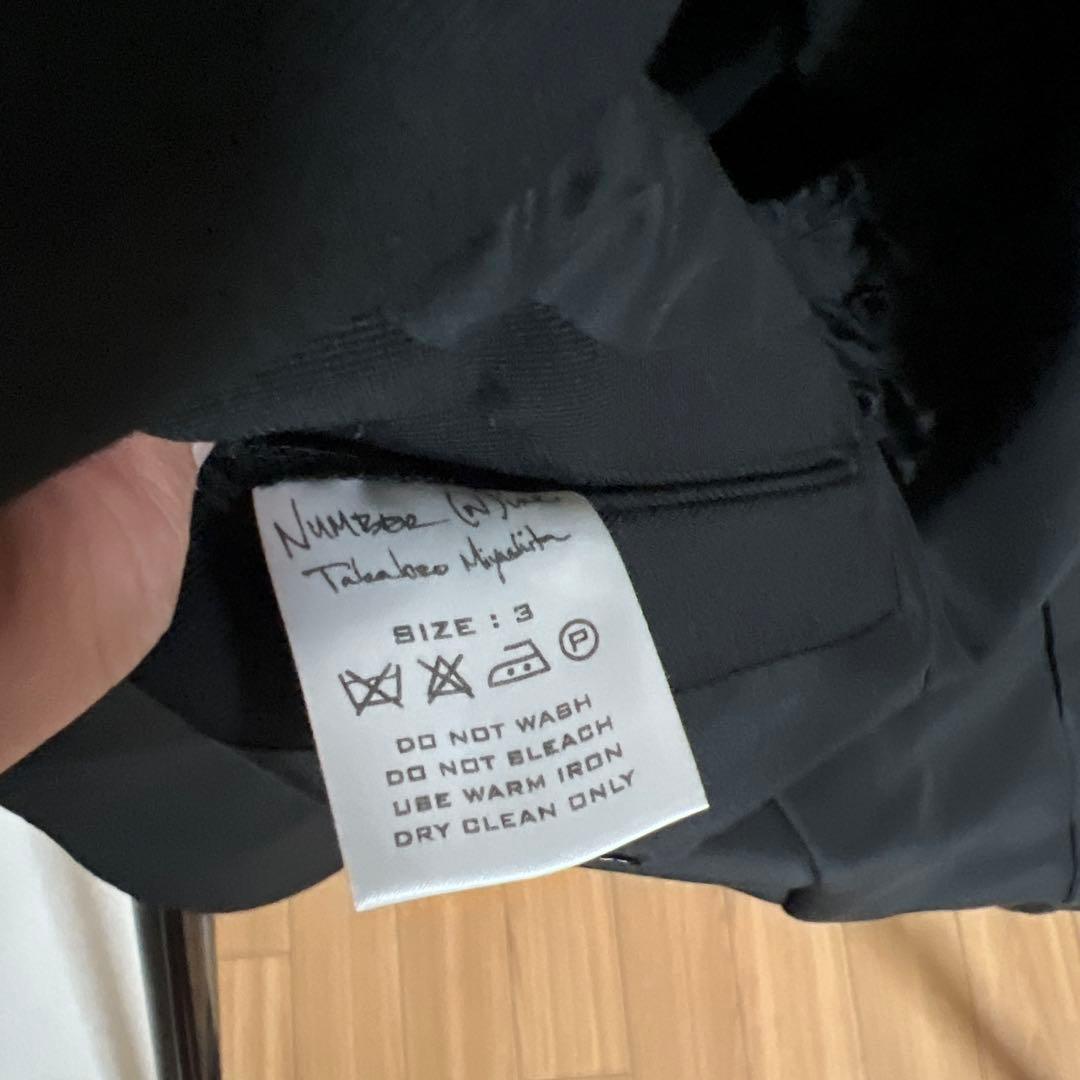 NUMBER (N)INE
Takahiro Miyashita
SIZE : 3
P
DO NOT WASH
DO NOT BLEACH
USE WARM IRON
DRY CLEAN ONLY